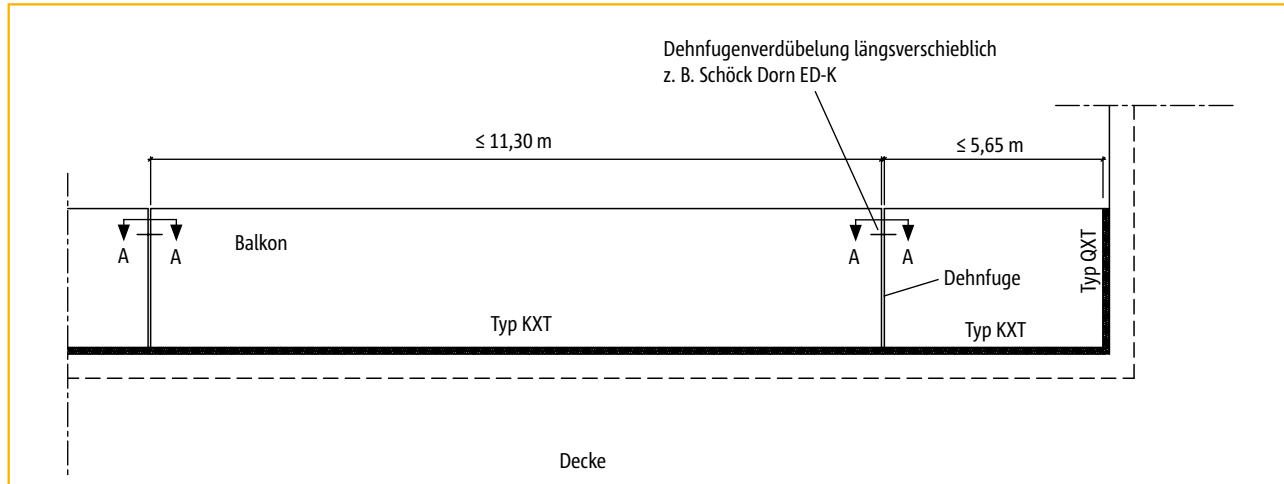 Dehnfugenverdübelung längsverschieblich
z. B. Schöck Dorn ED-K
≤ 11,30 m
≤ 5,65 m
A A
Balkon
A A
Dehnfuge
Typ QXT
Typ KXT
Typ KXT
Decke